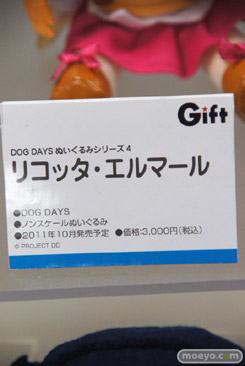 Gift
DOG DAYS ぬいぐるみシリーズ 4
リコッタ・エルマール
●DOG DAYS
●ノンスケールぬいぐるみ
●2011年10月発売予定 ●価格:3,000円(税込)
© PROJECT DD
moeyo.com